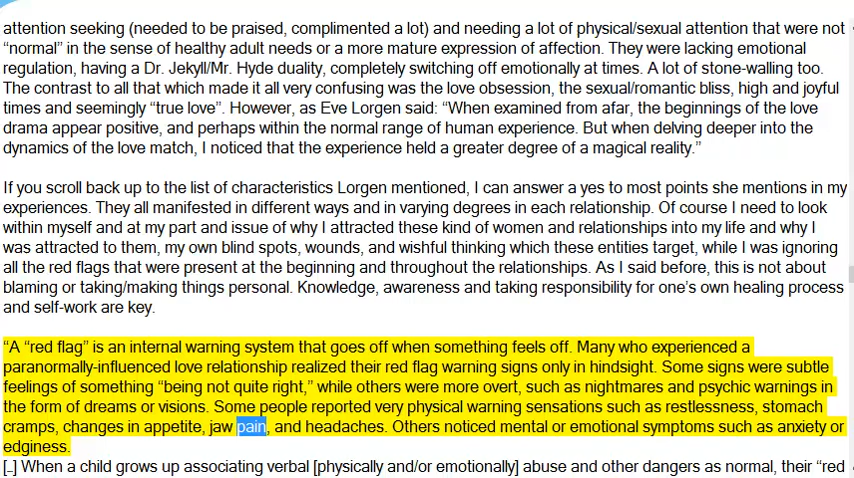 attention seeking (needed to be praised, complimented a lot) and needing a lot of physical/sexual attention that were not
“normal” in the sense of healthy adult needs or a more mature expression of affection. They were lacking emotional
regulation, having a Dr. Jekyll/Mr. Hyde duality, completely switching off emotionally at times. A lot of stone-walling too.
The contrast to all that which made it all very confusing was the love obsession, the sexual/romantic bliss, high and joyful
times and seemingly “true love”. However, as Eve Lorgen said: “When examined from afar, the beginnings of the love
drama appear positive, and perhaps within the normal range of human experience. But when delving deeper into the
dynamics of the love match, I noticed that the experience held a greater degree of a magical reality.”
If you scroll back up to the list of characteristics Lorgen mentioned, I can answer a yes to most points she mentions in my
experiences. They all manifested in different ways and in varying degrees in each relationship. Of course I need to look
within myself and at my part and issue of why I attracted these kind of women and relationships into my life and why I
was attracted to them, my own blind spots, wounds, and wishful thinking which these entities target, while I was ignoring
all the red flags that were present at the beginning and throughout the relationships. As I said before, this is not about
blaming or taking/making things personal. Knowledge, awareness and taking responsibility for one’s own healing process
and self-work are key.
“A “red flag” is an internal warning system that goes off when something feels off. Many who experienced a
paranormally-influenced love relationship realized their red flag warning signs only in hindsight. Some signs were subtle
feelings of something “being not quite right,” while others were more overt, such as nightmares and psychic warnings in
the form of dreams or visions. Some people reported very physical warning sensations such as restlessness, stomach
cramps, changes in appetite, jaw pain, and headaches. Others noticed mental or emotional symptoms such as anxiety or
edginess.
[..] When a child grows up associating verbal [physically and/or emotionally] abuse and other dangers as normal, their “red